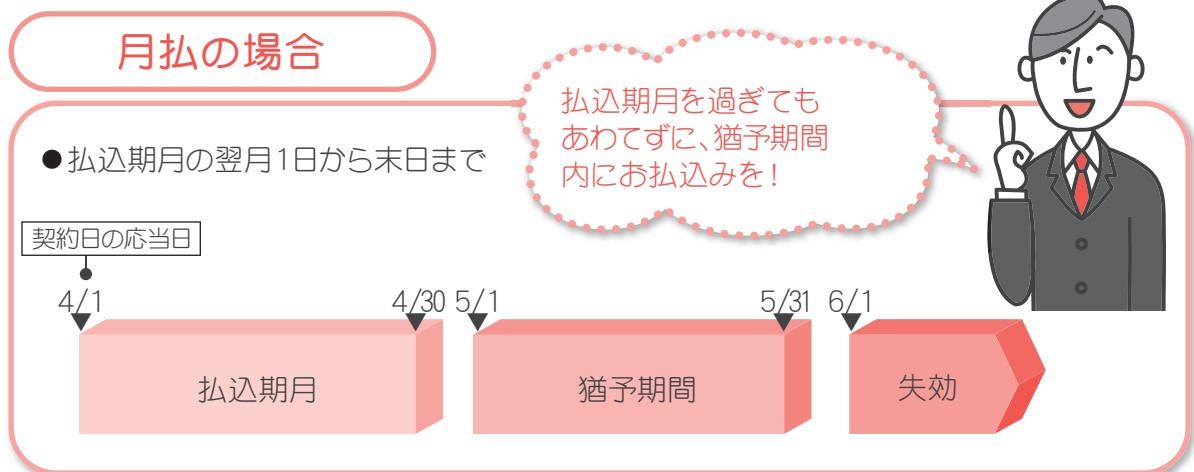 月払の場合
払込期月を過ぎても
あわてずに、猶予期間
内にお払込みを！
●払込期月の翌月1日から末日まで
契約日の応当日
4/1 4/30 5/1 5/31 6/1
払込期月 猶予期間 失効